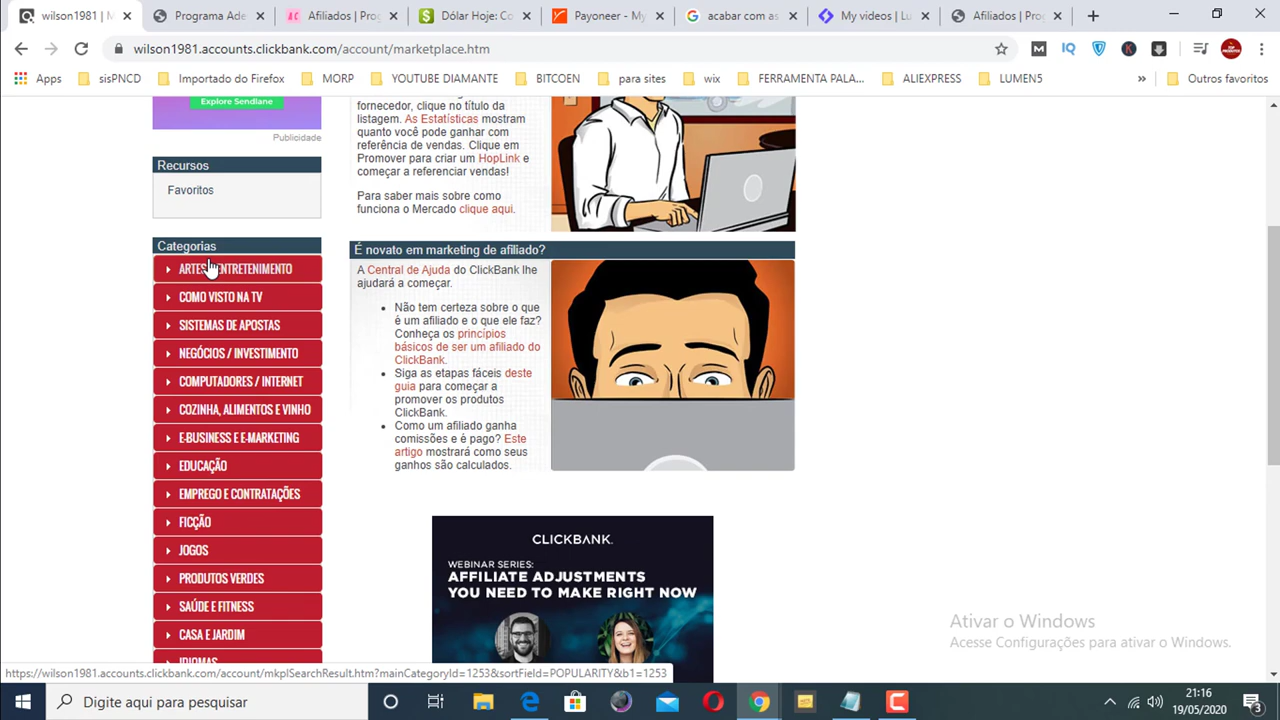 wilson1981 | M
Programa Ade
Afiliados | Prog
Dólar Hoje: Co
Payoneer - My
acabar com as
My videos | Lu
Afiliados | Prog
wilson1981.accounts.clickbank.com/account/marketplace.htm
Apps
sisPNCD
Importado do Firefox
MORP
YOUTUBE DIAMANTE
BITCOEN
para sites
wix
FERRAMENTA PALA...
ALIEXPRESS
LUMEN5
»
Outros favoritos
Explore Sendlane
Publicidade
Recursos
Favoritos
Categorias
ARTES E ENTRETENIMENTO
COMO VISTO NA TV
SISTEMAS DE APOSTAS
NEGÓCIOS / INVESTIMENTO
COMPUTADORES / INTERNET
COZINHA, ALIMENTOS E VINHO
E-BUSINESS E E-MARKETING
EDUCAÇÃO
EMPREGO E CONTRATAÇÕES
FICÇÃO
JOGOS
PRODUTOS VERDES
SAÚDE E FITNESS
CASA E JARDIM
IDIOMAS
fornecedor, clique no título da
listagem. As Estatísticas mostram
quanto você pode ganhar com
referência de vendas. Clique em
Promover para criar um HopLink e
começar a referenciar vendas!
Para saber mais sobre como
funciona o Mercado clique aqui.
É novato em marketing de afiliado?
A Central de Ajuda do ClickBank lhe
ajudará a começar.
• Não tem certeza sobre o que
é um afiliado e o que ele faz?
Conheça os princípios
básicos de ser um afiliado do
ClickBank.
• Siga as etapas fáceis deste
guia para começar a
promover os produtos
ClickBank.
• Como um afiliado ganha
comissões e é pago? Este
artigo mostrará como seus
ganhos são calculados.
CLICKBANK.
WEBINAR SERIES:
AFFILIATE ADJUSTMENTS
YOU NEED TO MAKE RIGHT NOW
Ativar o Windows
Acesse Configurações para ativar o Windows.
https://wilson1981.accounts.clickbank.com/account/mkplSearchResult.htm?mainCategoryId=1253&sortField=POPULARITY&b1=1253
Digite aqui para pesquisar
21:16
19/05/2020
3